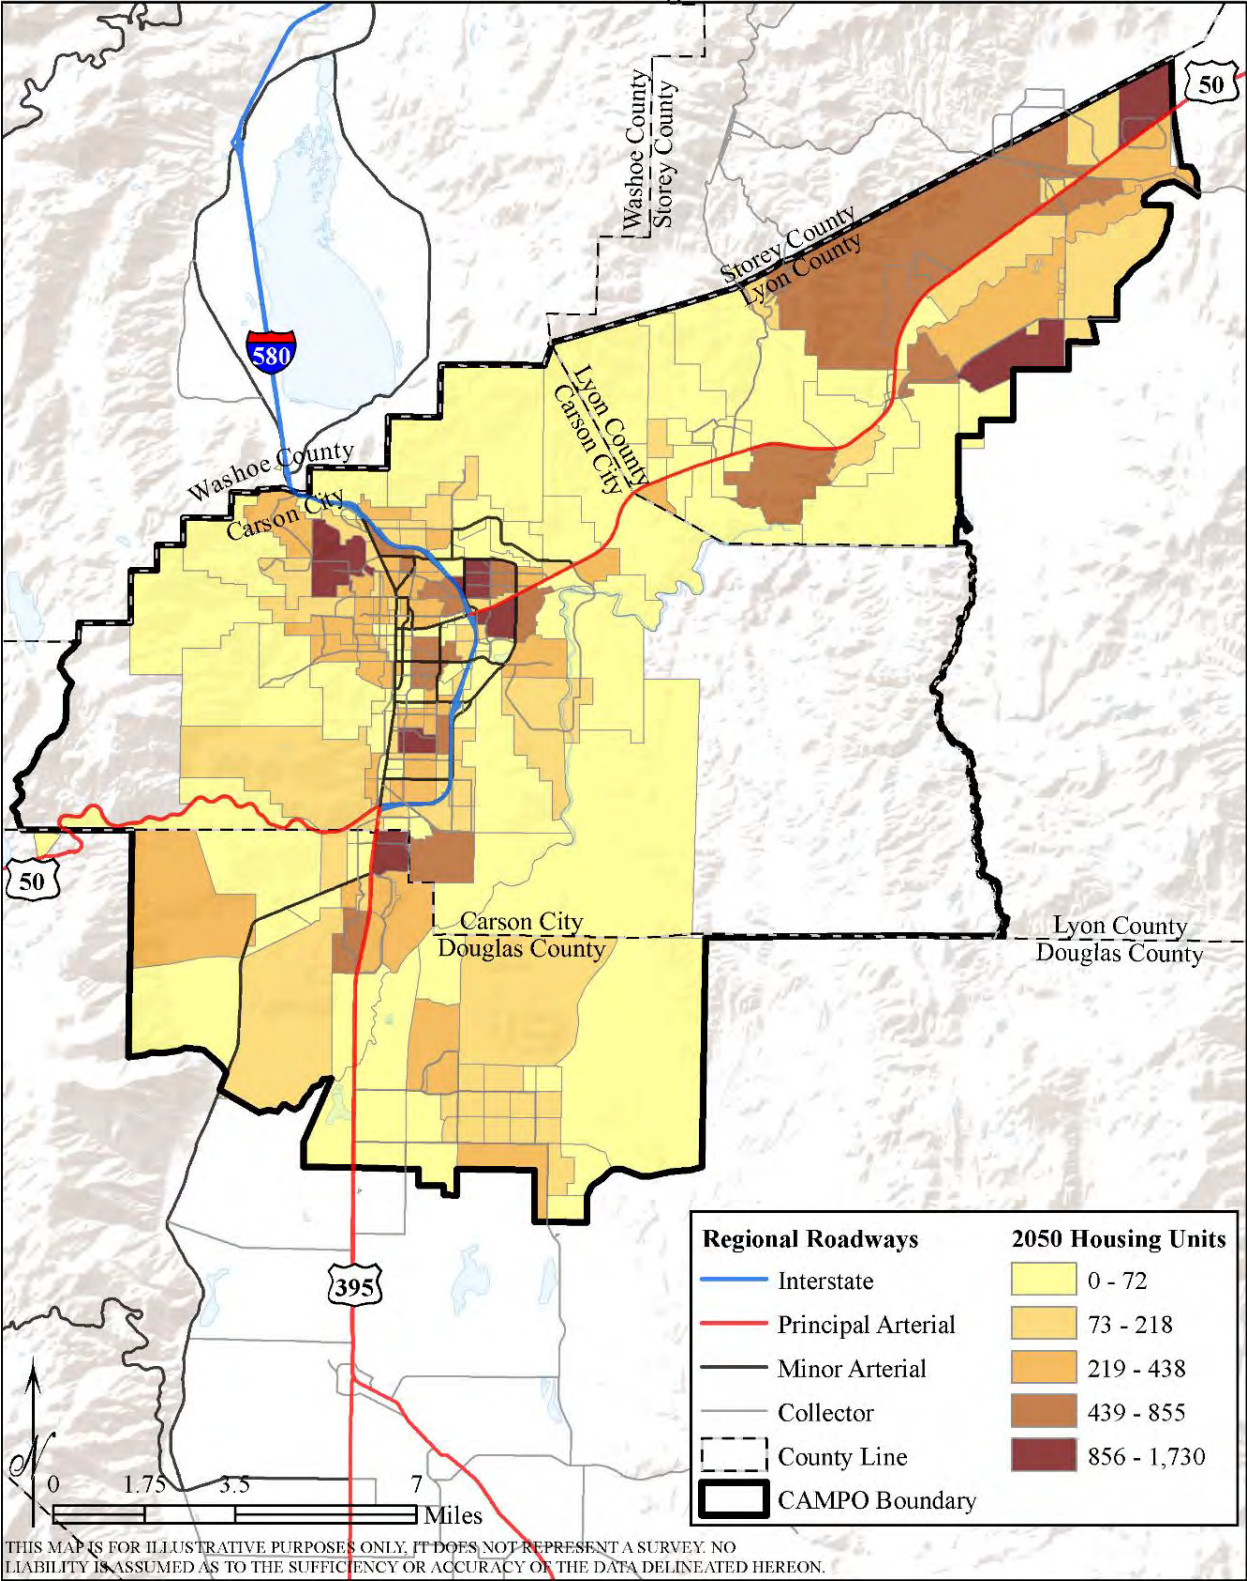 50
Washoe County
Storey County
Storey County
Lyon County
580
Lyon County
Carson City
Washoe County
Carson City
50
Carson City
Douglas County
Lyon County
Douglas County
395
Regional Roadways
Interstate
Principal Arterial
Minor Arterial
Collector
County Line
CAMPO Boundary
2050 Housing Units
0 - 72
73 - 218
219 - 438
439 - 855
856 - 1,730
N
0 1.75 3.5 7
Miles
THIS MAP IS FOR ILLUSTRATIVE PURPOSES ONLY, IT DOES NOT REPRESENT A SURVEY. NO
LIABILITY IS ASSUMED AS TO THE SUFFICIENCY OR ACCURACY OF THE DATA DELINEATED HEREON.